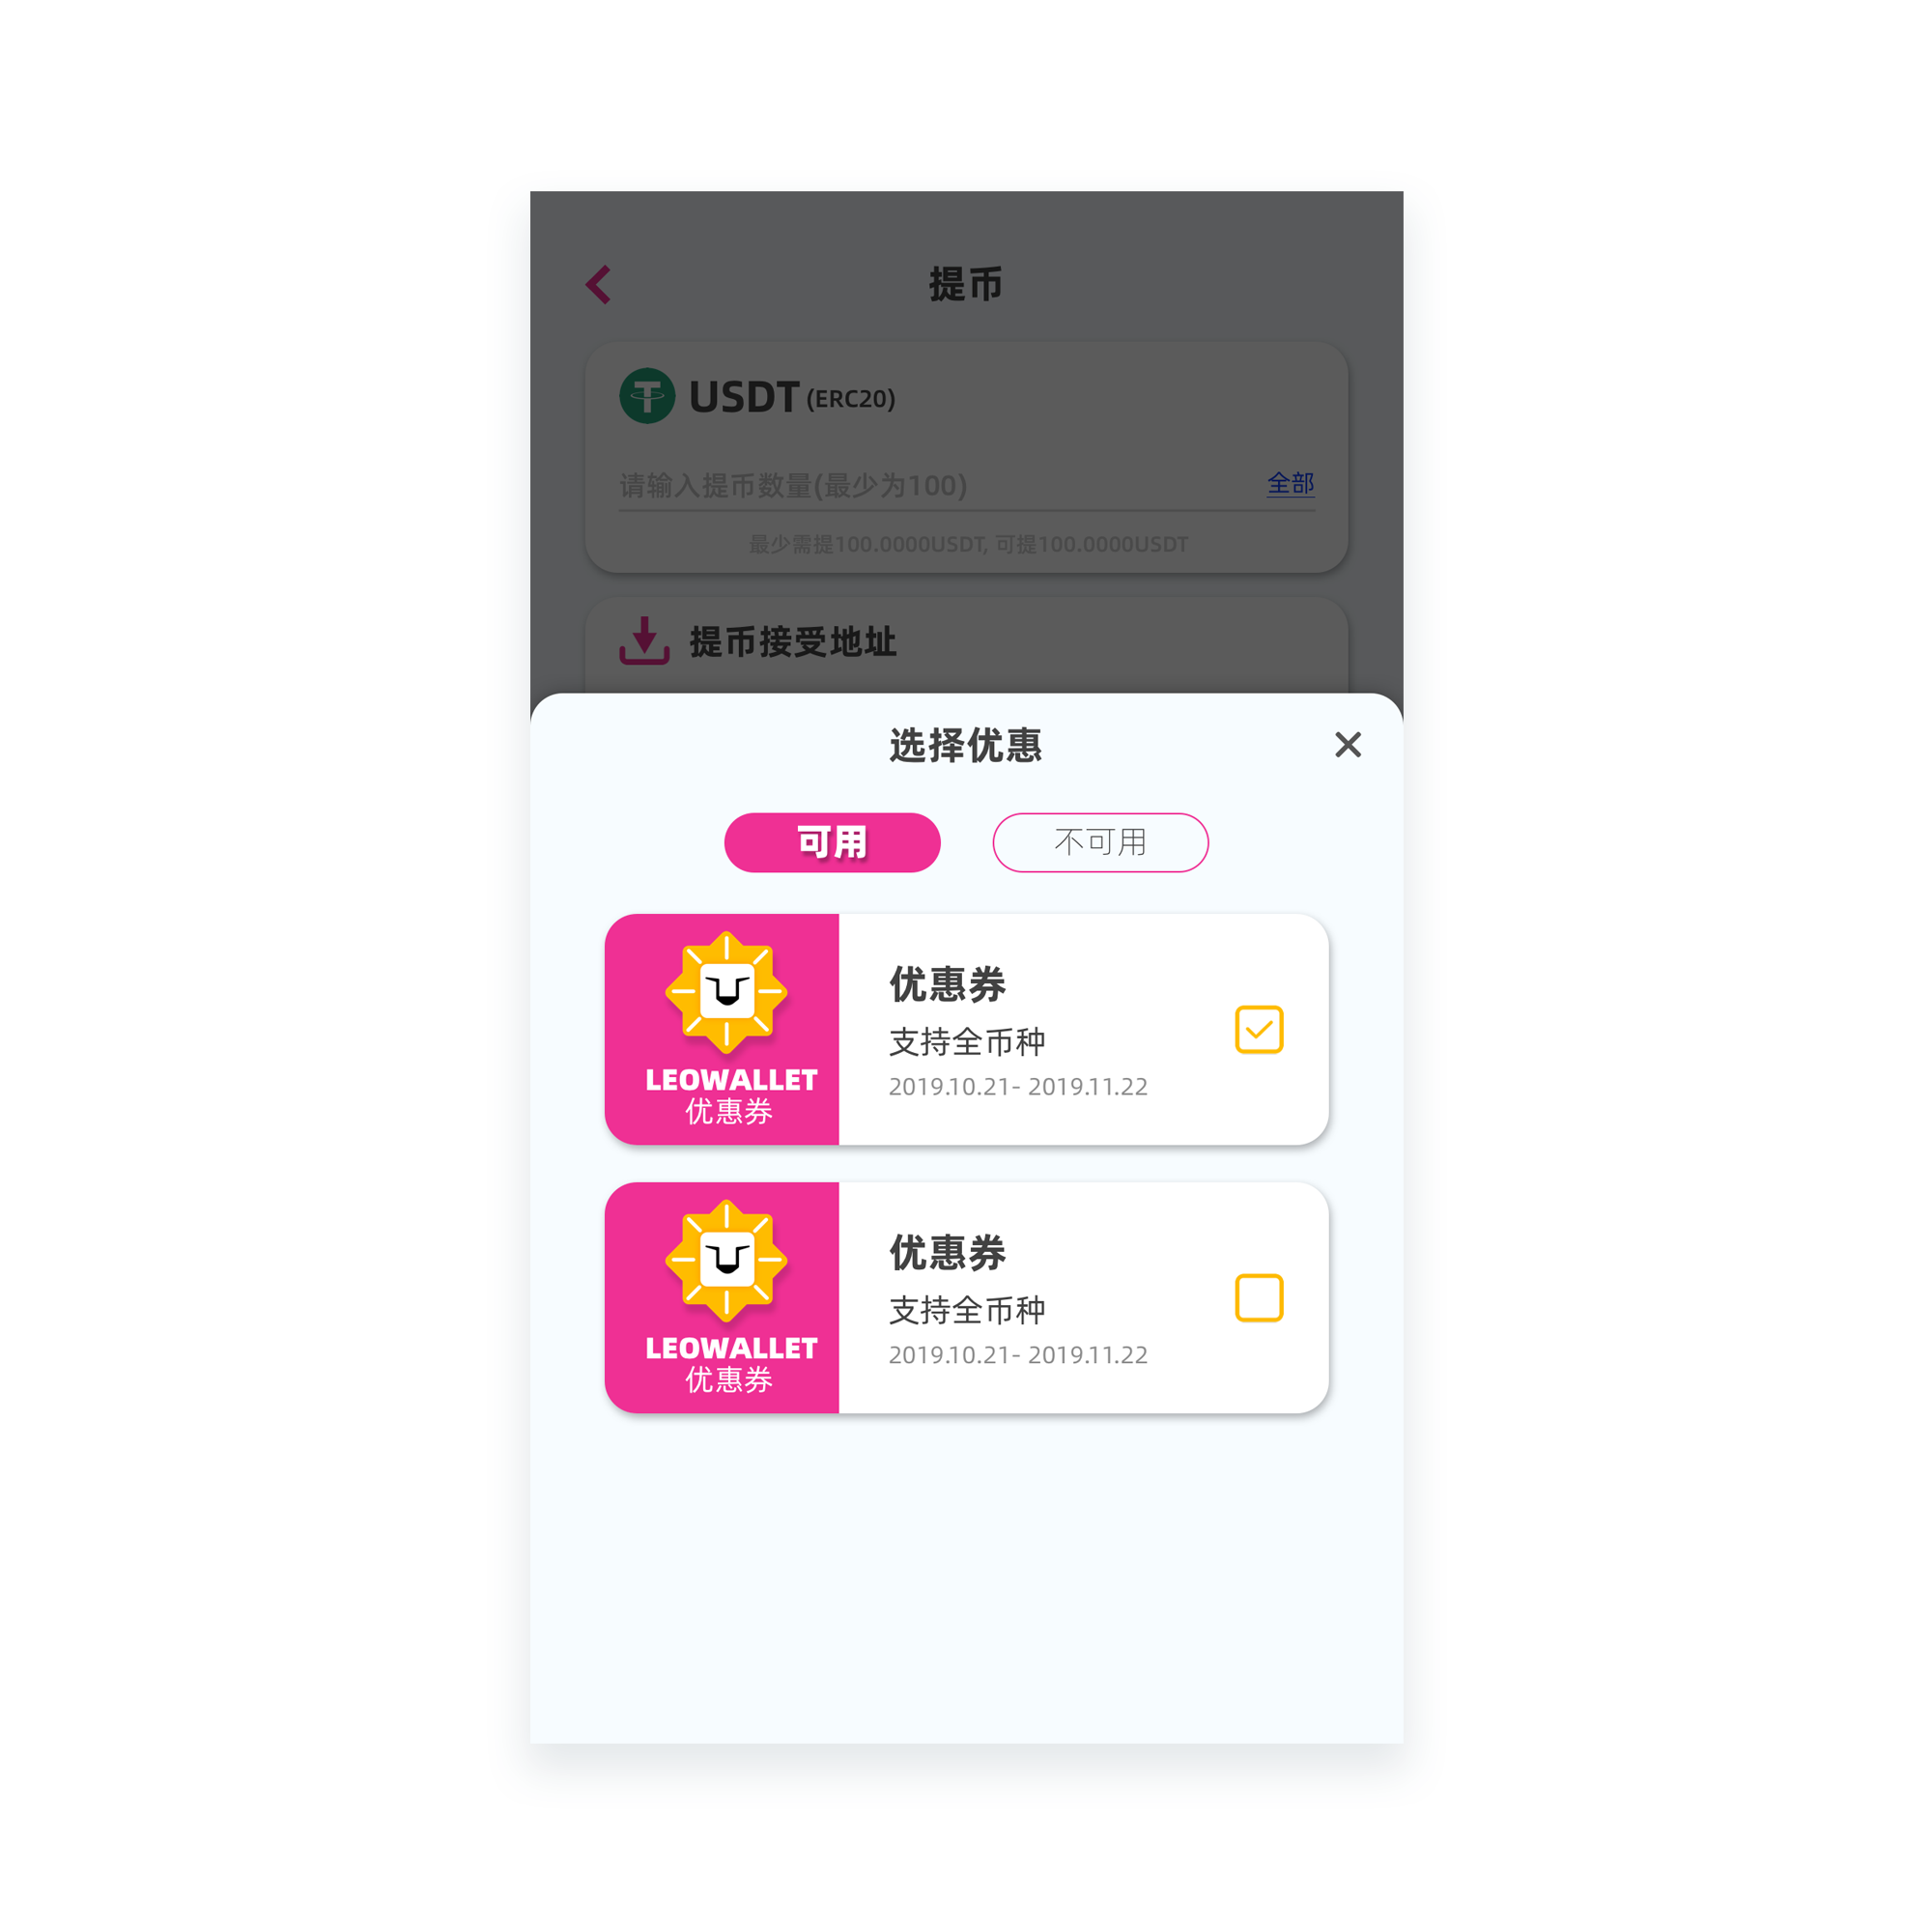 提币
USDT (ERC20)
请输入提币数量(最少为100) 全部
最少需提100.0000USDT, 可提100.0000USDT
提币接受地址
选择优惠
可用 不可用
LEOWALLET
优惠券
优惠券
支持全币种
2019.10.21- 2019.11.22
LEOWALLET
优惠券
优惠券
支持全币种
2019.10.21- 2019.11.22